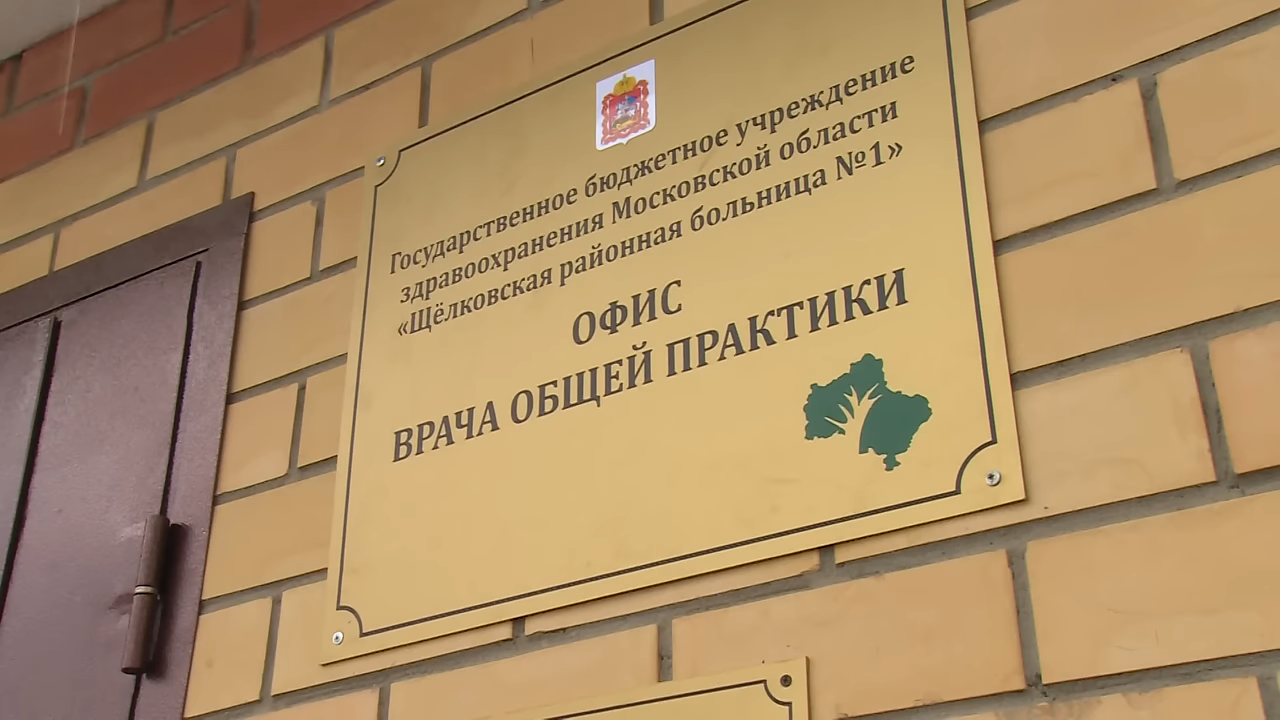 Государственное бюджетное учреждение
здравоохранения Московской области
«Щёлковская районная больница №1»
ОФИС
ВРАЧА ОБЩЕЙ ПРАКТИКИ